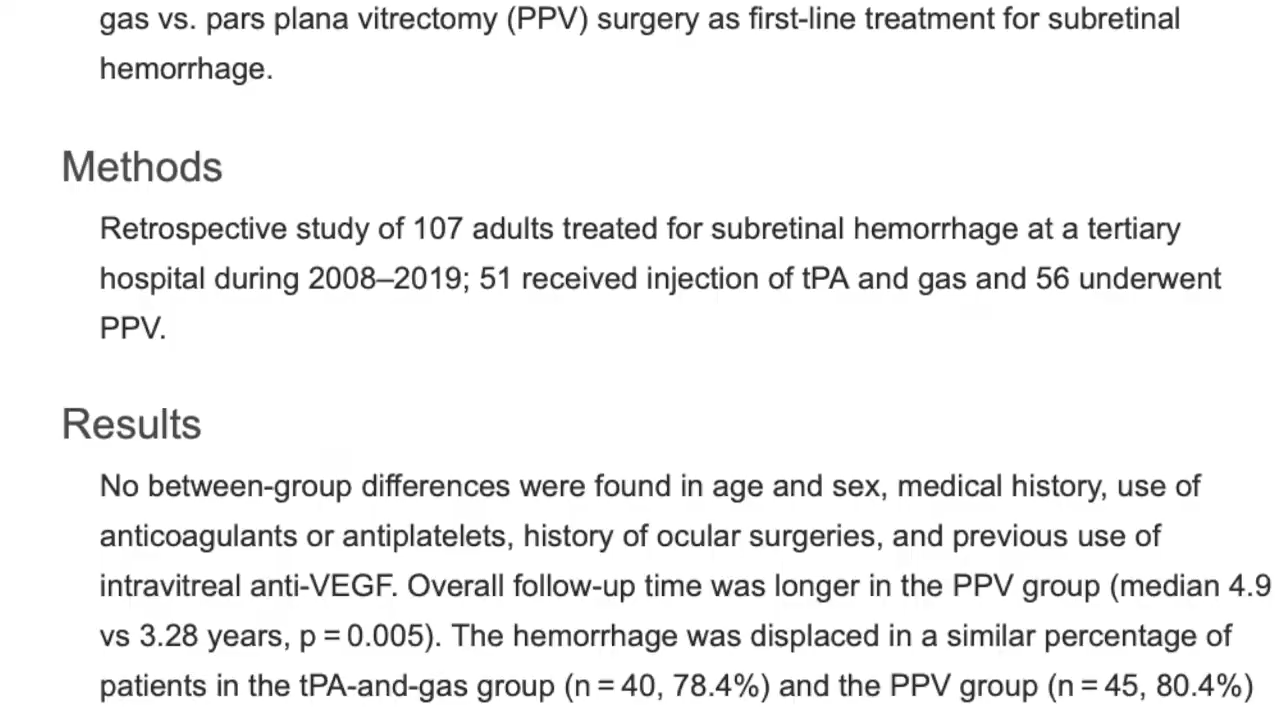 gas vs. pars plana vitrectomy (PPV) surgery as first-line treatment for subretinal
hemorrhage.
Methods
Retrospective study of 107 adults treated for subretinal hemorrhage at a tertiary
hospital during 2008–2019; 51 received injection of tPA and gas and 56 underwent
PPV.
Results
No between-group differences were found in age and sex, medical history, use of
anticoagulants or antiplatelets, history of ocular surgeries, and previous use of
intravitreal anti-VEGF. Overall follow-up time was longer in the PPV group (median 4.9
vs 3.28 years, p = 0.005). The hemorrhage was displaced in a similar percentage of
patients in the tPA-and-gas group (n = 40, 78.4%) and the PPV group (n = 45, 80.4%)